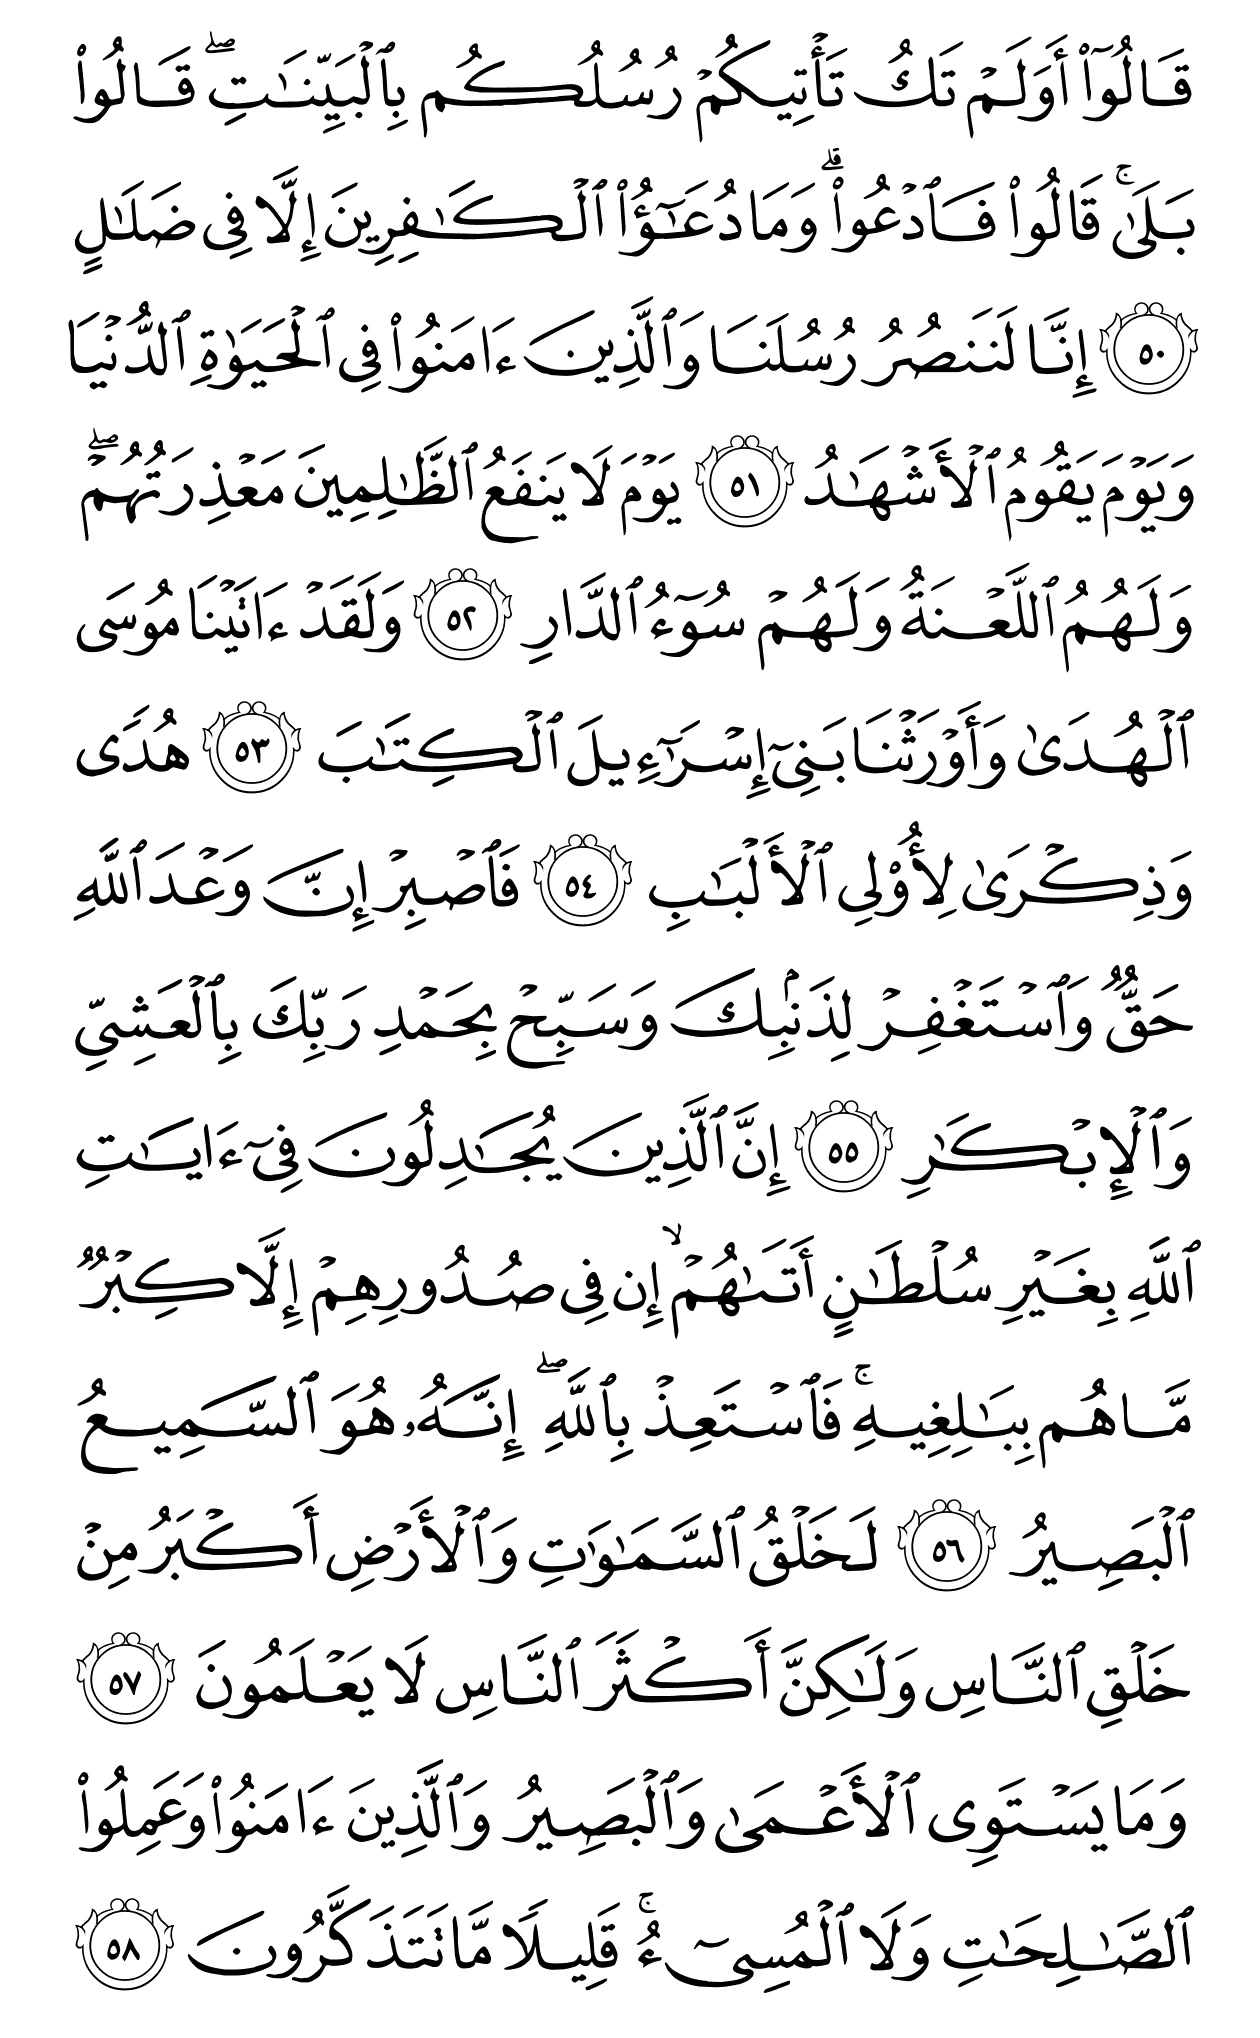 قَالُوٓا۟ أَوَلَمْ تَكُ تَأْتِيكُمْ رُسُلُكُم بِٱلْبَيِّنَـٰتِ ۖ قَالُوا۟
بَلَىٰ ۚ قَالُوا۟ فَٱدْعُوا۟ ۗ وَمَا دُعَـٰٓؤُا۟ ٱلْكَـٰفِرِينَ إِلَّا فِى ضَلَـٰلٍ
٥٠ إِنَّا لَنَنصُرُ رُسُلَنَا وَٱلَّذِينَ ءَامَنُوا۟ فِى ٱلْحَيَوٰةِ ٱلدُّنْيَا
وَيَوْمَ يَقُومُ ٱلْأَشْهَـٰدُ ٥١ يَوْمَ لَا يَنفَعُ ٱلظَّـٰلِمِينَ مَعْذِرَتُهُمْ ۖ
وَلَهُمُ ٱللَّعْنَةُ وَلَهُمْ سُوٓءُ ٱلدَّارِ ٥٢ وَلَقَدْ ءَاتَيْنَا مُوسَى
ٱلْهُدَىٰ وَأَوْرَثْنَا بَنِىٓ إِسْرَٰٓءِيلَ ٱلْكِتَـٰبَ ٥٣ هُدًى
وَذِكْرَىٰ لِأُو۟لِى ٱلْأَلْبَـٰبِ ٥٤ فَٱصْبِرْ إِنَّ وَعْدَ ٱللَّهِ
حَقٌّ وَٱسْتَغْفِرْ لِذَنۢبِكَ وَسَبِّحْ بِحَمْدِ رَبِّكَ بِٱلْعَشِىِّ
وَٱلْإِبْكَـٰرِ ٥٥ إِنَّ ٱلَّذِينَ يُجَـٰدِلُونَ فِىٓ ءَايَـٰتِ
ٱللَّهِ بِغَيْرِ سُلْطَـٰنٍ أَتَىٰهُمْ ۙ إِن فِى صُدُورِهِمْ إِلَّا كِبْرٌ
مَّا هُم بِبَـٰلِغِيهِ ۚ فَٱسْتَعِذْ بِٱللَّهِ ۖ إِنَّهُۥ هُوَ ٱلسَّمِيعُ
ٱلْبَصِيرُ ٥٦ لَخَلْقُ ٱلسَّمَـٰوَٰتِ وَٱلْأَرْضِ أَكْبَرُ مِنْ
خَلْقِ ٱلنَّاسِ وَلَـٰكِنَّ أَكْثَرَ ٱلنَّاسِ لَا يَعْلَمُونَ ٥٧
وَمَا يَسْتَوِى ٱلْأَعْمَىٰ وَٱلْبَصِيرُ وَٱلَّذِينَ ءَامَنُوا۟ وَعَمِلُوا۟
ٱلصَّـٰلِحَـٰتِ وَلَا ٱلْمُسِىٓءُ ۚ قَلِيلًا مَّا تَتَذَكَّرُونَ ٥٨